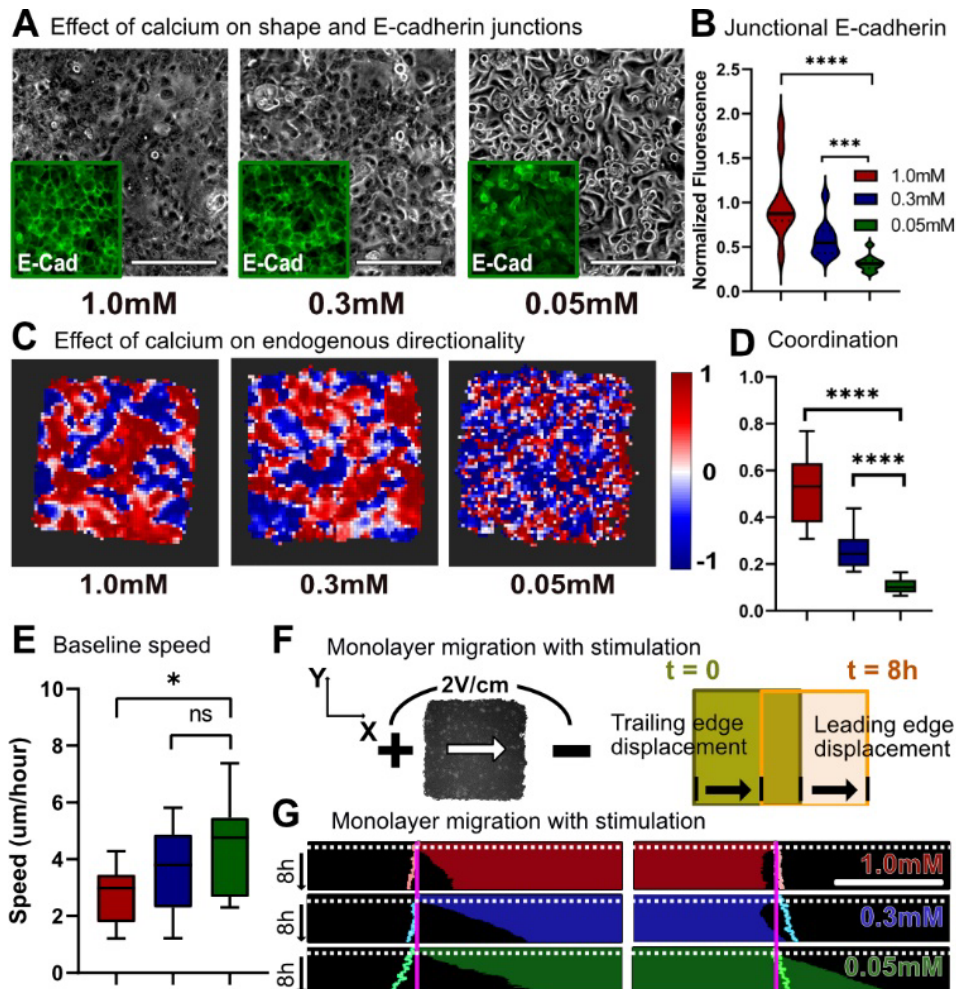 A Effect of calcium on shape and E-cadherin junctions
E-Cad
E-Cad
E-Cad
1.0mM
0.3mM
0.05mM
B Junctional E-cadherin
Normalized Fluorescence
2.5
2.0
1.5
1.0
0.5
0.0
****
***
1.0mM
0.3mM
0.05mM
C Effect of calcium on endogenous directionality
1.0mM
0.3mM
0.05mM
1
0
-1
D Coordination
1.0
0.8
0.6
0.4
0.2
0.0
****
****
E Baseline speed
Speed (um/hour)
10
8
6
4
2
0
*
ns
F Monolayer migration with stimulation
Y
X
2V/cm
+
−
t = 0
t = 8h
Trailing edge
displacement
Leading edge
displacement
G Monolayer migration with stimulation
8h
8h
8h
1.0mM
0.3mM
0.05mM